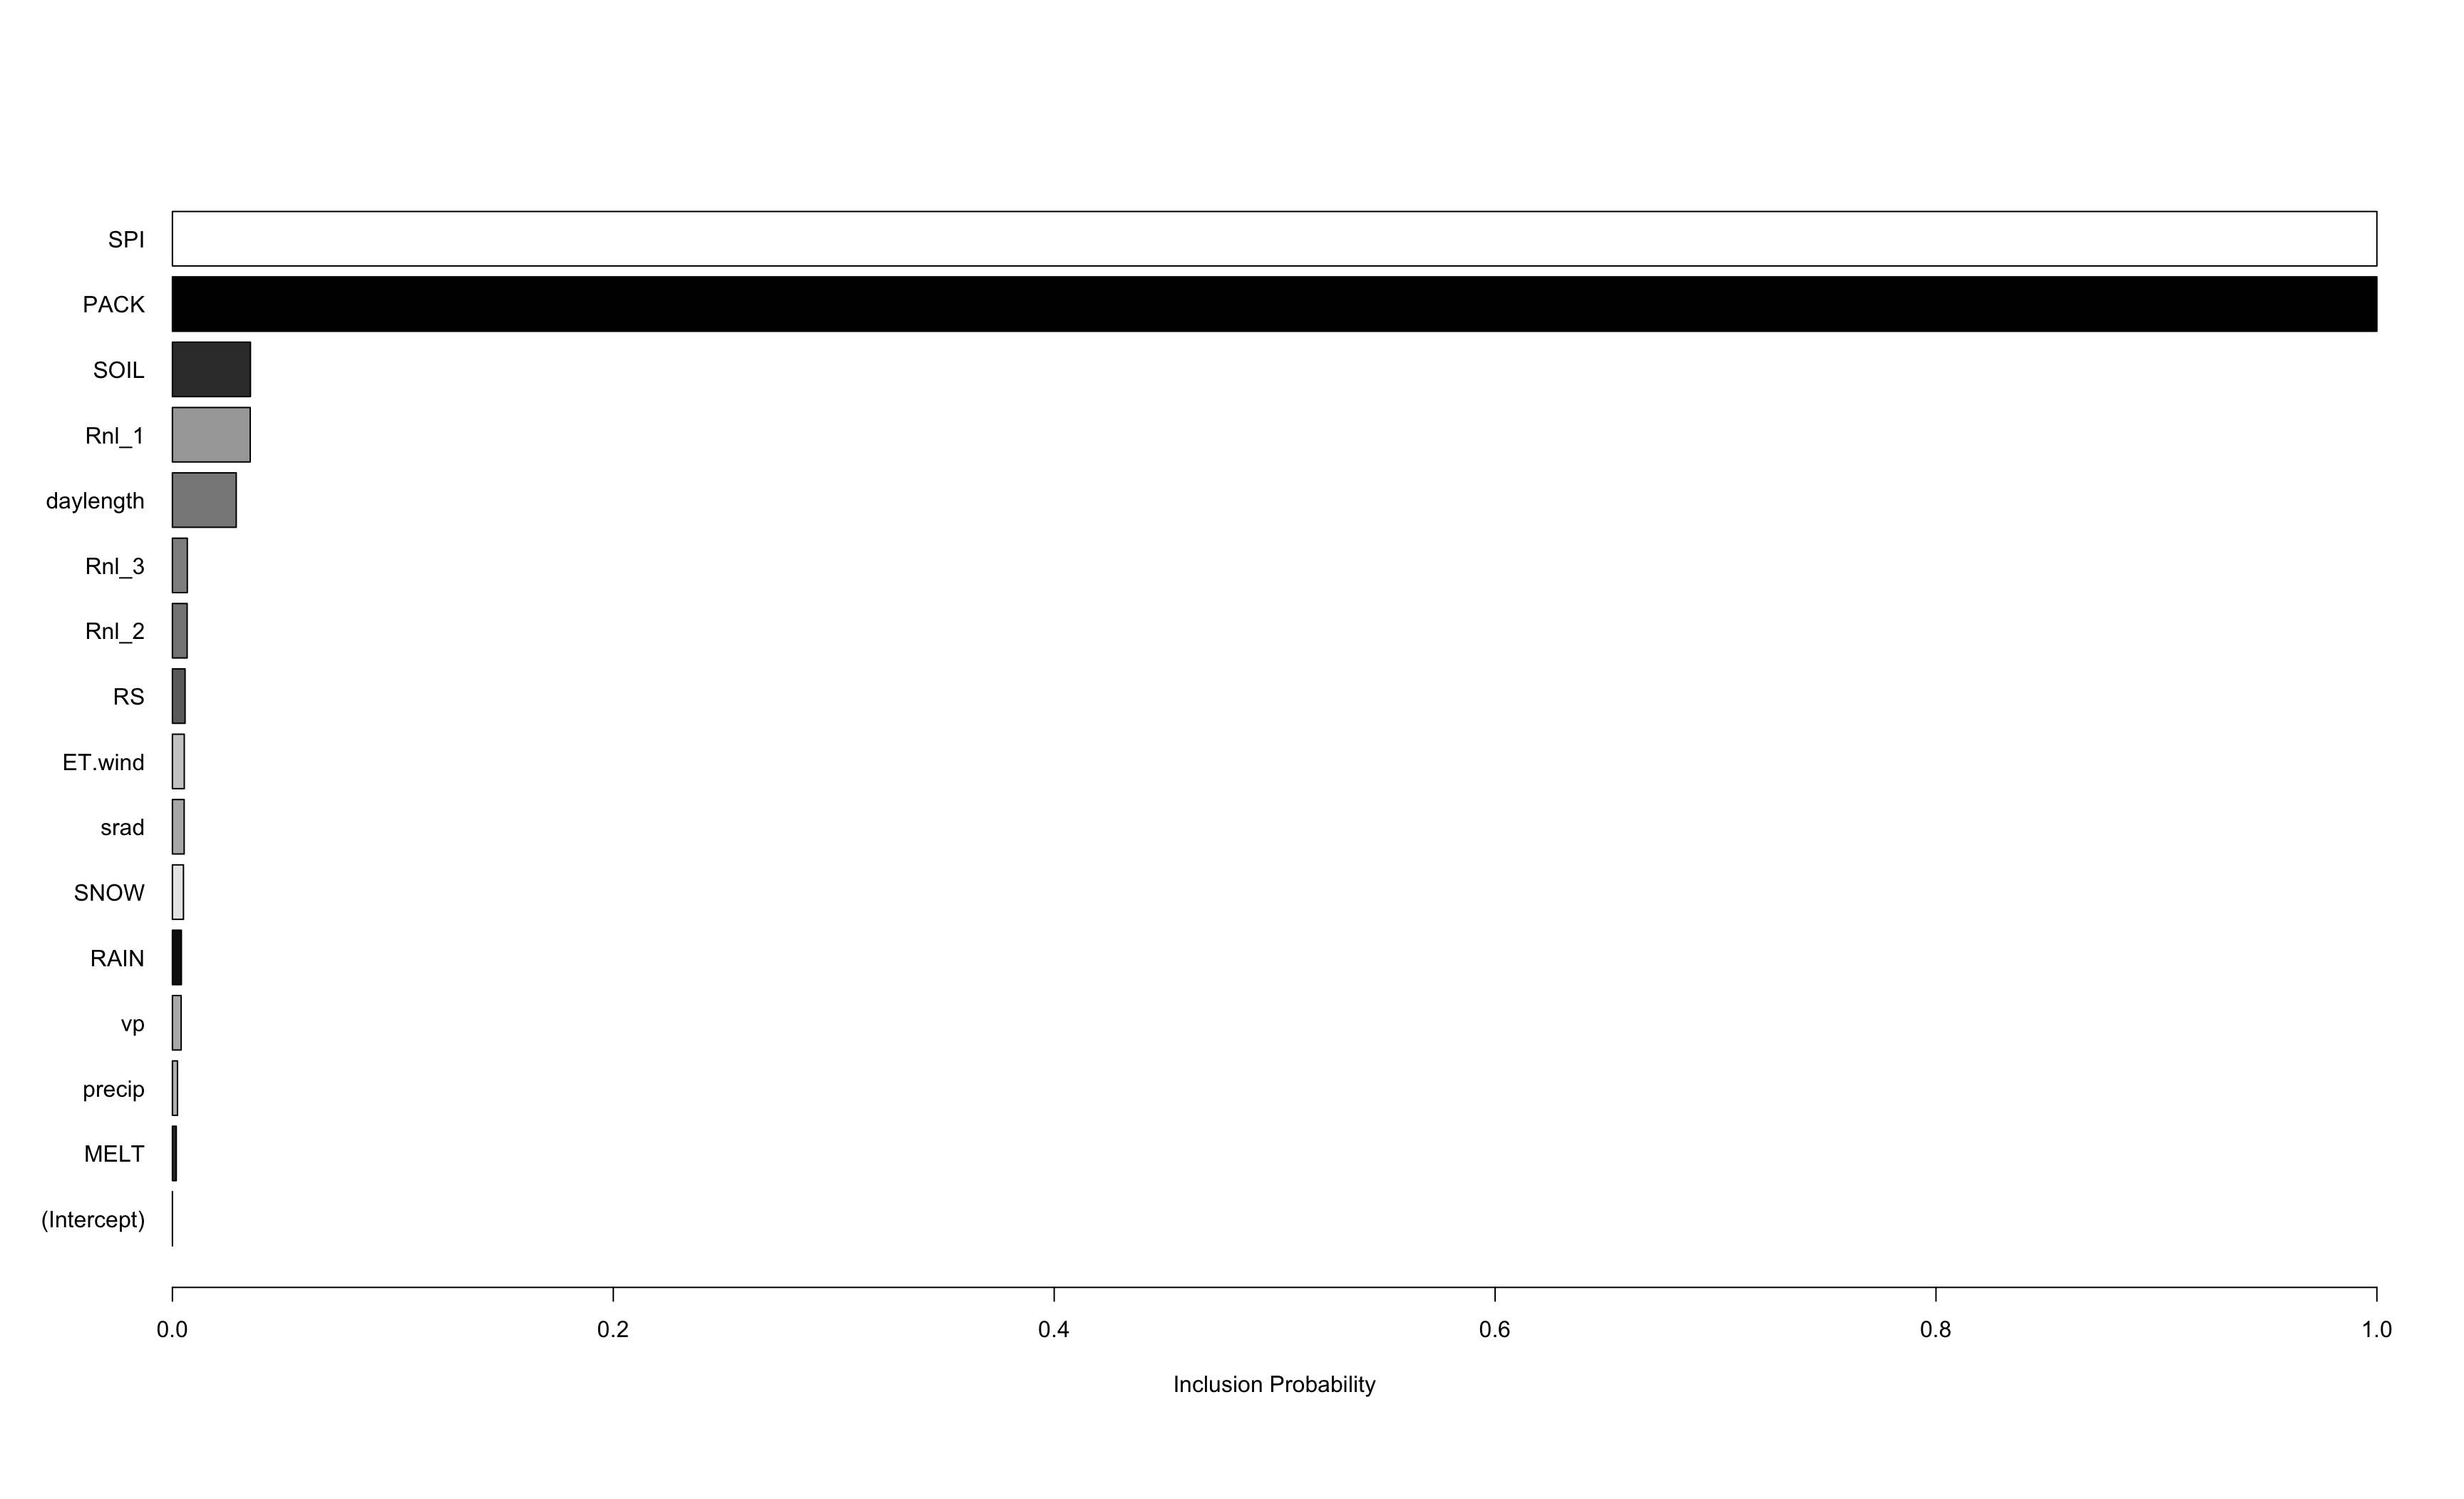 SPI
PACK
SOIL
Rnl_1
daylength
Rnl_3
Rnl_2
RS
ET.wind
srad
SNOW
RAIN
vp
precip
MELT
(Intercept)
0.0 0.2 0.4 0.6 0.8 1.0
Inclusion Probability